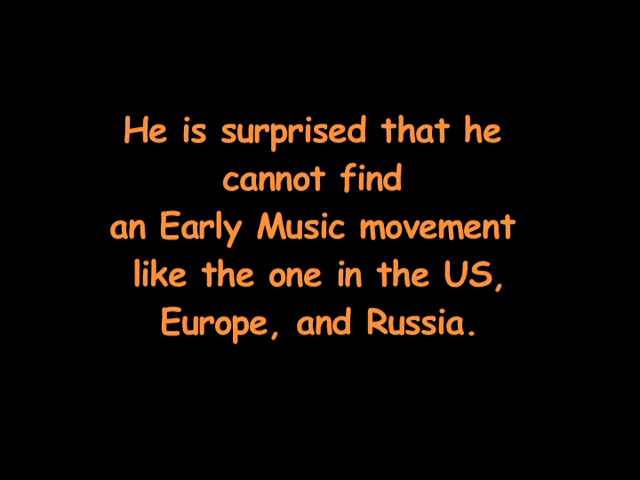 He is surprised that he
cannot find
an Early Music movement
like the one in the US,
Europe, and Russia.